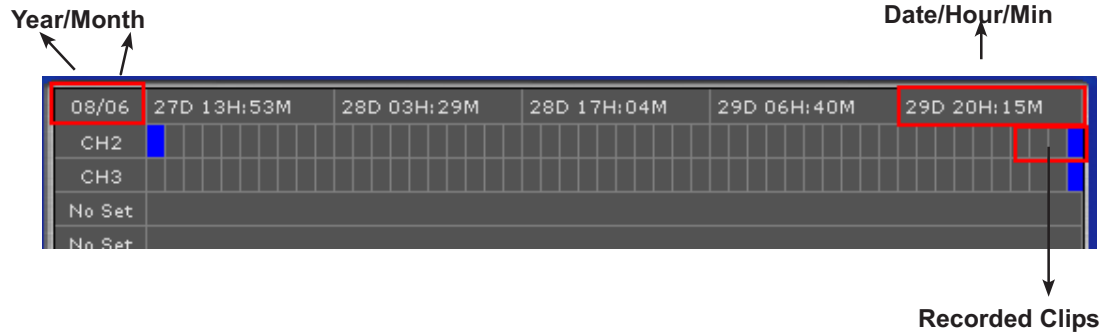 Year/Month
Date/Hour/Min
08/06 27D 13H:53M 28D 03H:29M 28D 17H:04M 29D 06H:40M 29D 20H:15M
CH2
CH3
No Set
No Set
Recorded Clips